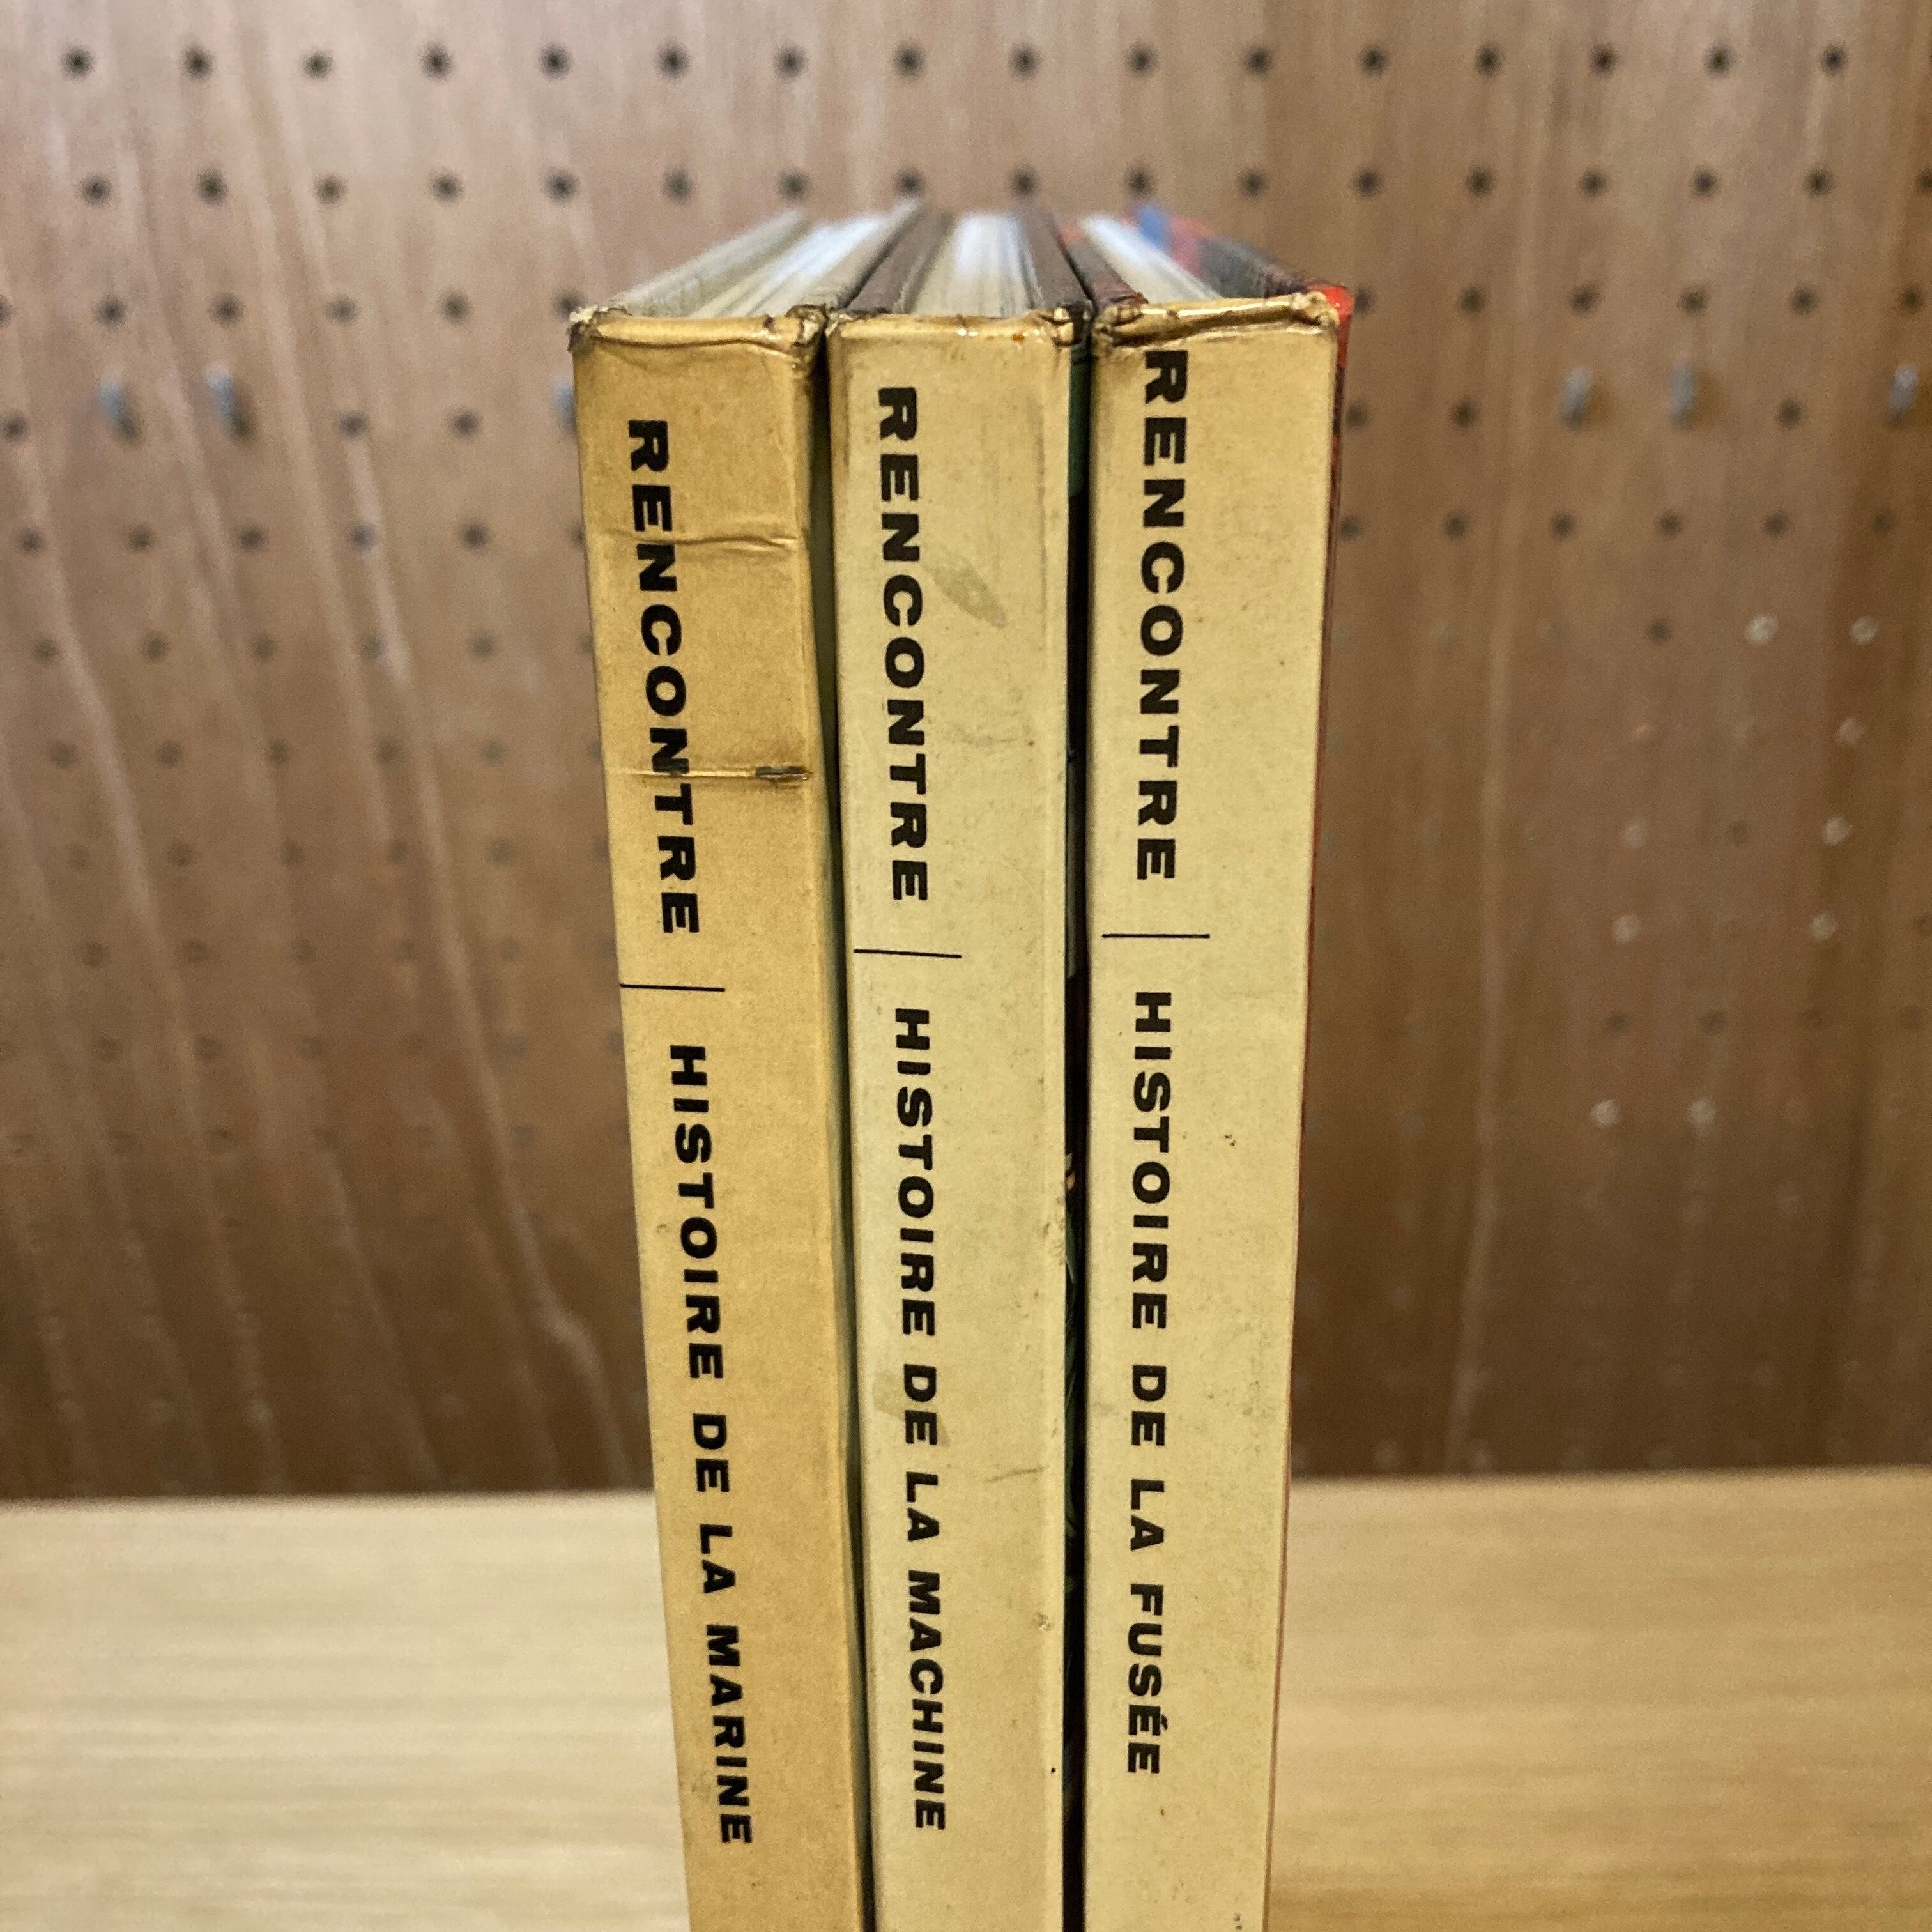 RENCONTRE | HISTOIRE DE LA MARINE
RENCONTRE | HISTOIRE DE LA MACHINE
RENCONTRE | HISTOIRE DE LA FUSÉE